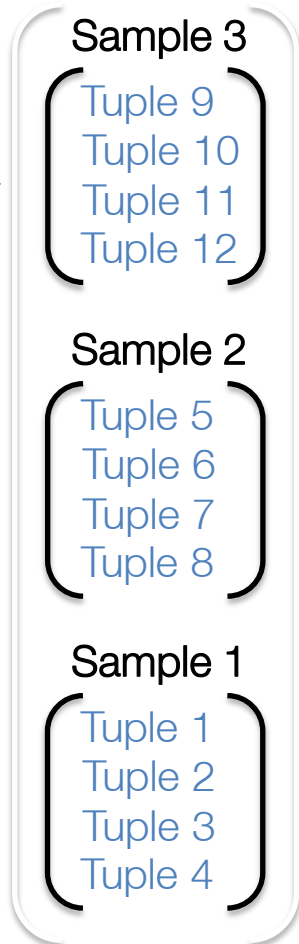 Sample 3
Tuple 9
Tuple 10
Tuple 11
Tuple 12
Sample 2
Tuple 5
Tuple 6
Tuple 7
Tuple 8
Sample 1
Tuple 1
Tuple 2
Tuple 3
Tuple 4